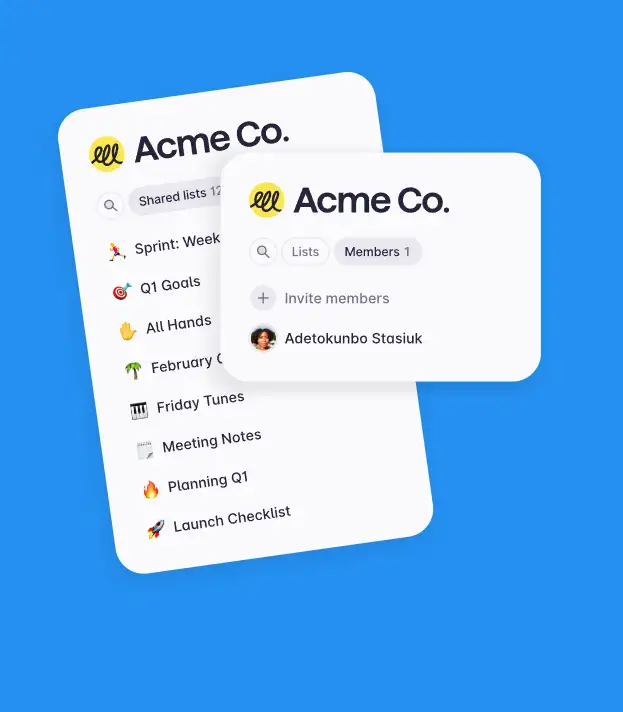 Acme Co.
Shared lists 12
Sprint: Week
Q1 Goals
All Hands
February
Friday Tunes
Meeting Notes
Planning Q1
Launch Checklist
Acme Co.
Lists
Members 1
Invite members
Adetokunbo Stasiuk